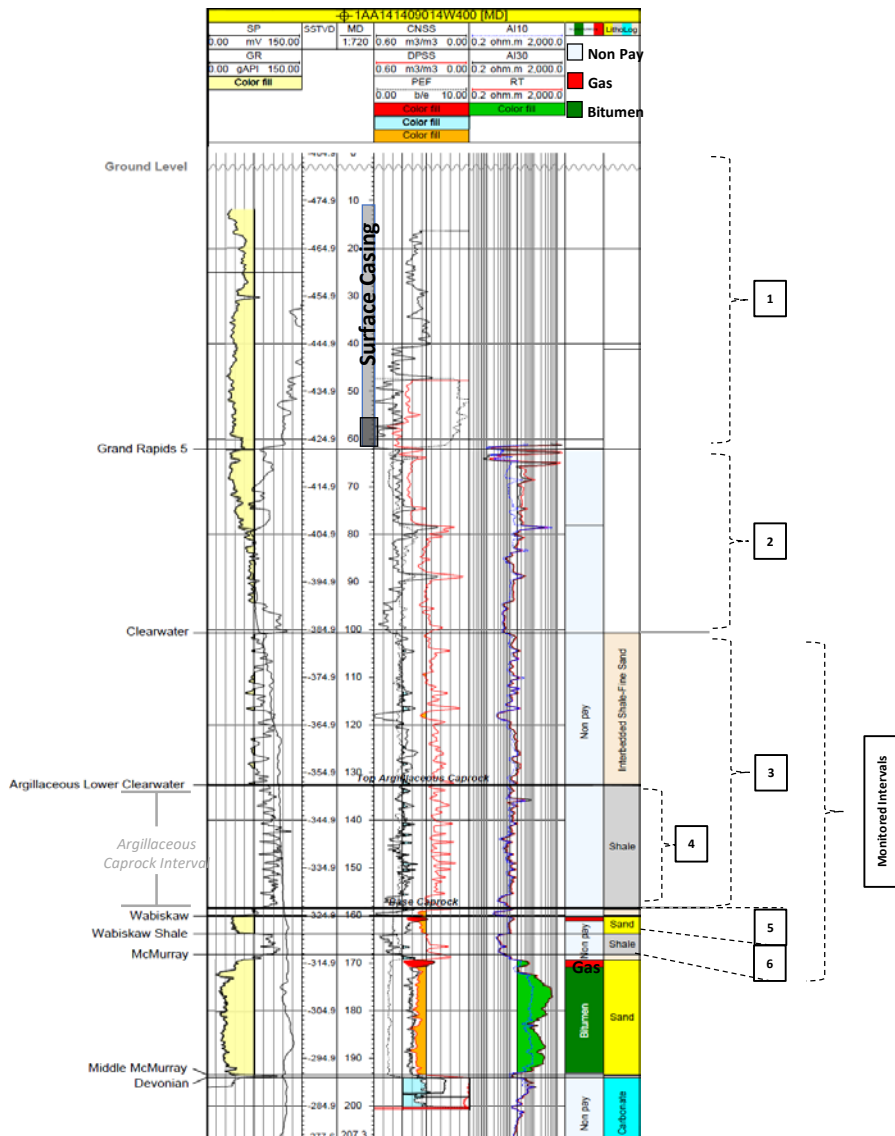 1AA141409014W400 [MD]
SP SSTVD MD CNSS AI10 LithoLog
0.00 mV 150.00 1:720 0.60 m3/m3 0.00 0.2 ohm.m 2,000.0
GR DPSS AI30
0.00 gAPI 150.00 0.60 m3/m3 0.00 0.2 ohm.m 2,000.0
Color fill PEF RT
0.00 b/e 10.00 0.2 ohm.m 2,000.0
Color fill Color fill
Color fill
Color fill
Non Pay
Gas
Bitumen
Ground Level
-474.9 10
-464.9 20
-454.9 30
-444.9 40
-434.9 50
-424.9 60
-414.9 70
-404.9 80
-394.9 90
-384.9 100
-374.9 110
-364.9 120
-354.9 130
-344.9 140
-334.9 150
-324.9 160
-314.9 170
-304.9 180
-294.9 190
-284.9 200
207.3
Surface Casing
Grand Rapids 5
Clearwater
Argillaceous Lower Clearwater
Argillaceous
Caprock Interval
Wabiskaw
Wabiskaw Shale
McMurray
Middle McMurray
Devonian
Top Argillaceous Caprock
Base Caprock
Non pay
Non pay
Gas
Bitumen
Non pay
Interbedded Shale-Fine Sand
Shale
Sand
Shale
Sand
Carbonate
1
2
3
4
5
6
Monitored Intervals